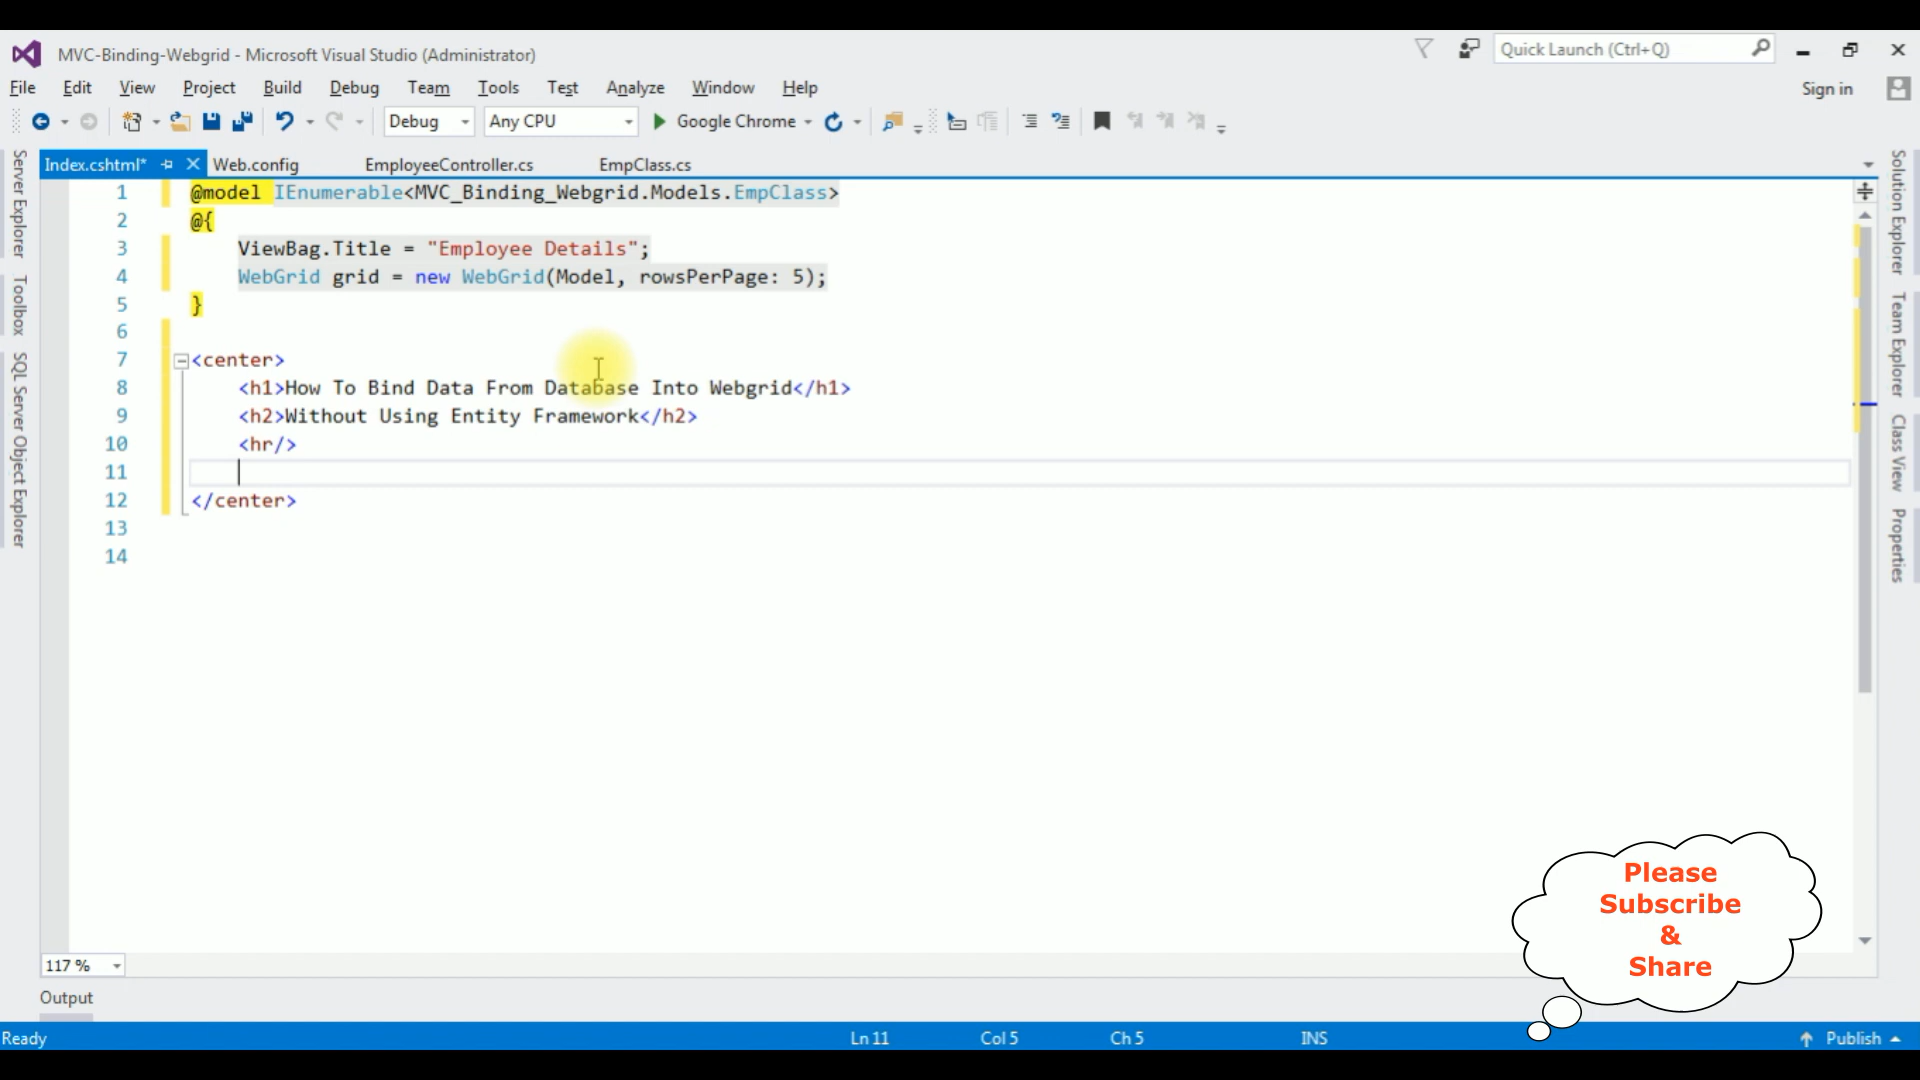 MVC-Binding-Webgrid - Microsoft Visual Studio (Administrator)
Quick Launch (Ctrl+Q)
File Edit View Project Build Debug Team Tools Test Analyze Window Help
Sign in
Debug Any CPU Google Chrome
Index.cshtml* Web.config EmployeeController.cs EmpClass.cs
Server Explorer
Toolbox
SQL Server Object Explorer
1 @model IEnumerable<MVC_Binding_Webgrid.Models.EmpClass>
2 @{
3 ViewBag.Title = "Employee Details";
4 WebGrid grid = new WebGrid(Model, rowsPerPage: 5);
5 }
6
7 <center>
8 <h1>How To Bind Data From Database Into Webgrid</h1>
9 <h2>Without Using Entity Framework</h2>
10 <hr/>
11
12 </center>
13
14
Solution Explorer
Team Explorer
Class View
Properties
Please
Subscribe
&
Share
117 %
Output
Ready Ln 11 Col 5 Ch 5 INS Publish